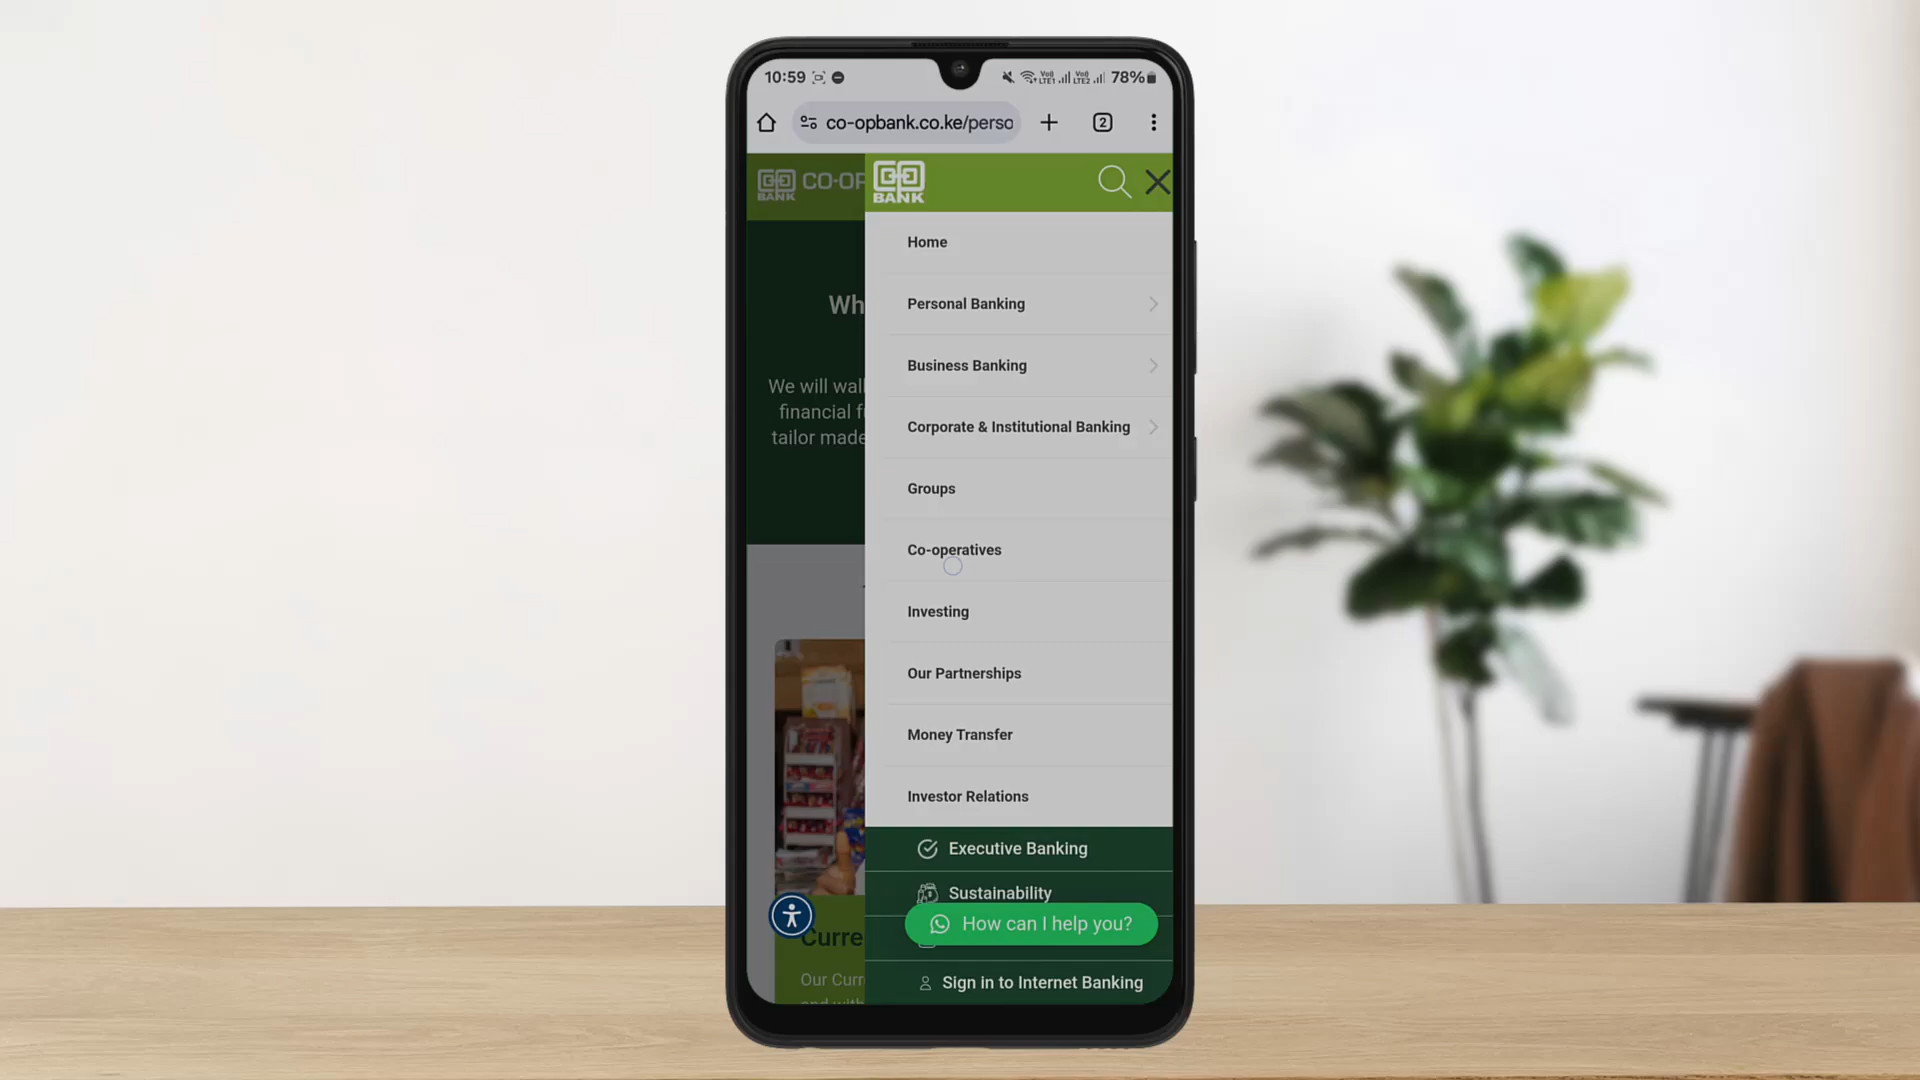 10:59 78%
co-opbank.co.ke/perso 2
BANK CO-OP
BANK
Home
Personal Banking
Business Banking
Corporate & Institutional Banking
Groups
Co-operatives
Investing
Our Partnerships
Money Transfer
Investor Relations
Executive Banking
Sustainability
How can I help you?
Sign in to Internet Banking
Wh
We will wal
financial f
tailor made
Curre
Our Curr
and with